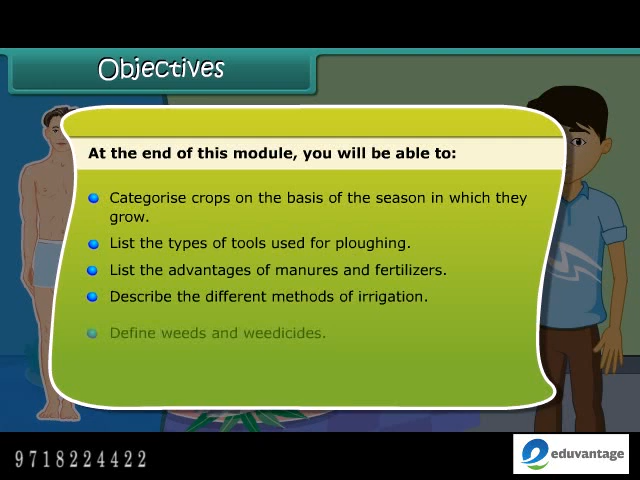 Objectives
At the end of this module, you will be able to:
Categorise crops on the basis of the season in which they
grow.
List the types of tools used for ploughing.
List the advantages of manures and fertilizers.
Describe the different methods of irrigation.
Define weeds and weedicides.
9718224422
eduvantage